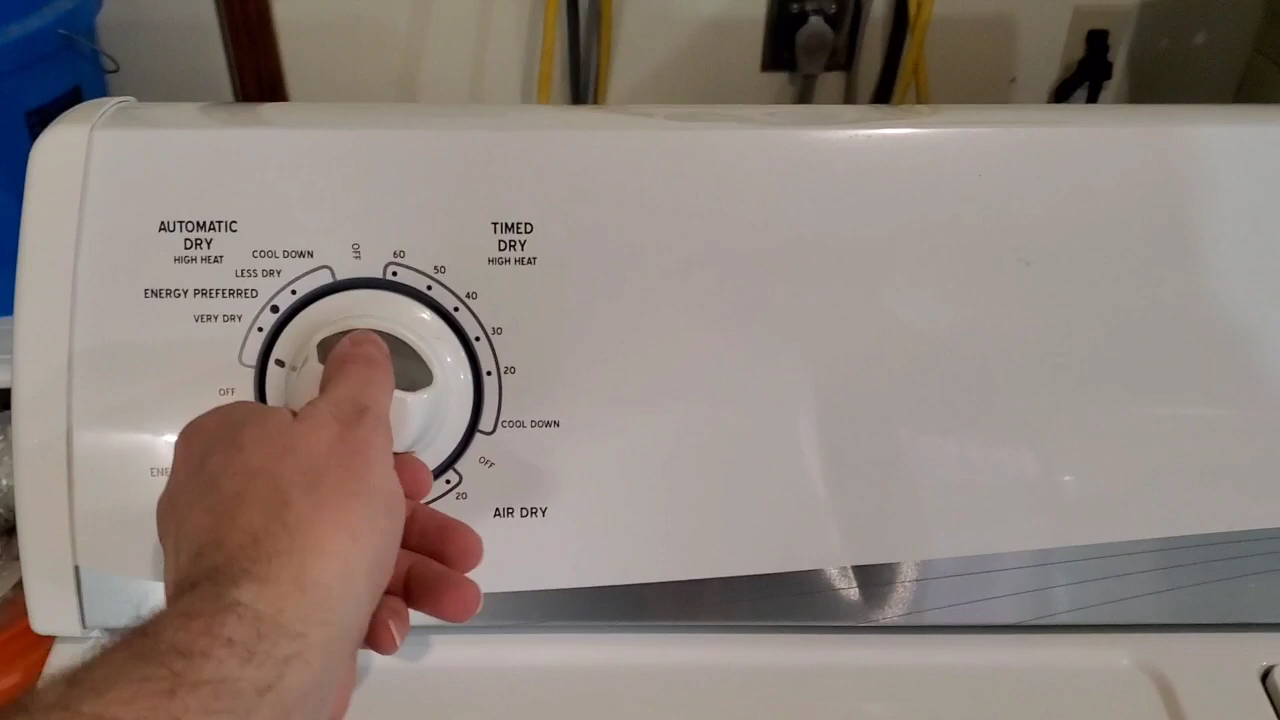 AUTOMATIC
DRY
HIGH HEAT
COOL DOWN
LESS DRY
ENERGY PREFERRED
VERY DRY
OFF
OFF
ENE
TIMED
DRY
HIGH HEAT
60
50
40
30
20
COOL DOWN
OFF
20
AIR DRY